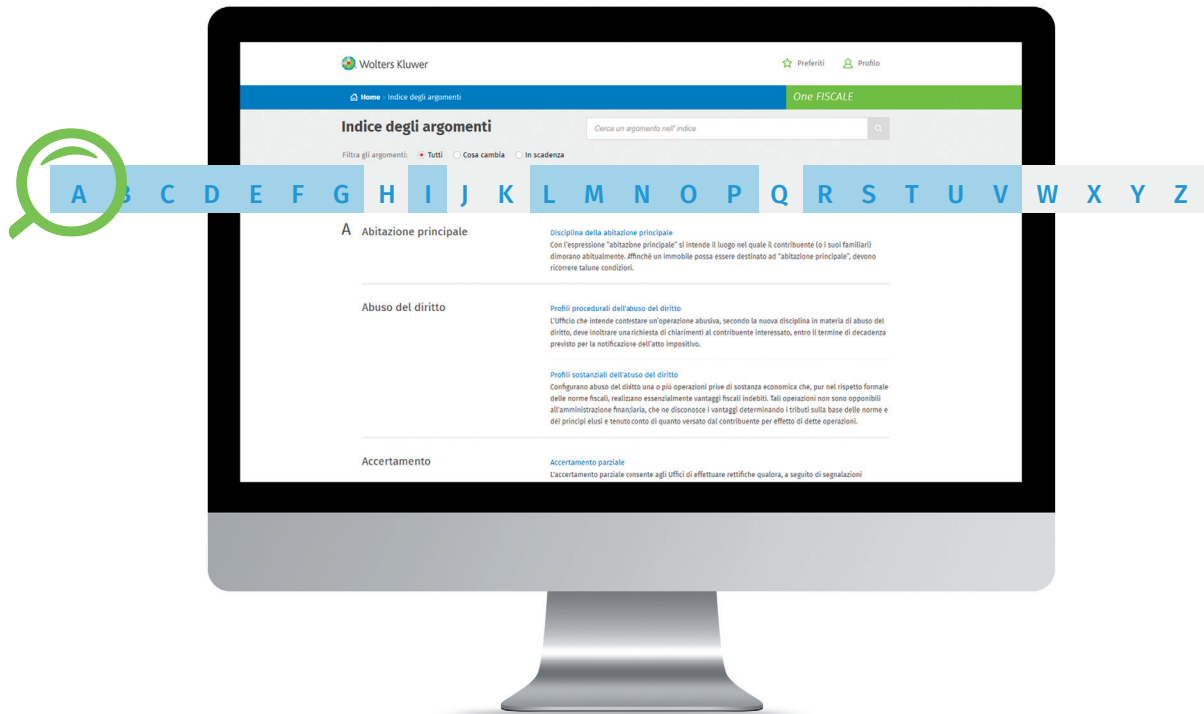 Wolters Kluwer
Preferiti
Profilo
Home - Indice degli argomenti
One FISCALE
Indice degli argomenti
Cerca un argomento nell' indice
Filtra gli argomenti: Tutti Cosa cambia In scadenza
A B C D E F G H I J K L M N O P Q R S T U V W X Y Z
A Abitazione principale
Disciplina della abitazione principale
Con l'espressione "abitazione principale" si intende il luogo nel quale il contribuente (o i suoi familiari)
dimorano abitualmente. Affinché un immobile possa essere destinato ad "abitazione principale", devono
ricorrere talune condizioni.
Abuso del diritto
Profili procedurali dell'abuso del diritto
L'Ufficio che intende contestare un'operazione abusiva, secondo la nuova disciplina in materia di abuso del
diritto, deve inoltrare una richiesta di chiarimenti al contribuente interessato, entro il termine di decadenza
previsto per la notificazione dell'atto impositivo.
Profili sostanziali dell'abuso del diritto
Configurano abuso del diritto una o più operazioni prive di sostanza economica che, pur nel rispetto formale
delle norme fiscali, realizzano essenzialmente vantaggi fiscali indebiti. Tali operazioni non sono opponibili
all'amministrazione finanziaria, che ne disconosce i vantaggi determinando i tributi sulla base delle norme e
dei principi elusi e tenuto conto di quanto versato dal contribuente per effetto di dette operazioni.
Accertamento
Accertamento parziale
L'accertamento parziale consente agli Uffici di effettuare rettifiche qualora, a seguito di segnalazioni